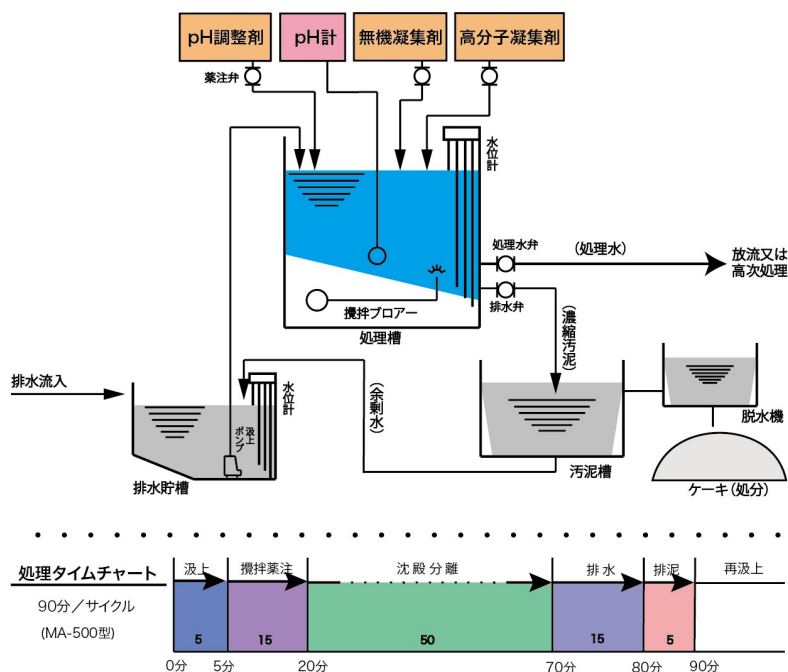 pH調整剤
pH計
無機凝集剤
高分子凝集剤
薬注弁
水位計
処理水弁
(処理水)
放流又は
高次処理
排水弁
攪拌ブロアー
処理槽
(濃縮汚泥)
排水流入
水位計
(余剰水)
汲上
ポンプ
排水貯槽
汚泥槽
脱水機
ケーキ(処分)
処理タイムチャート
90分/サイクル
(MA-500型)
汲上
攪拌薬注
沈殿分離
排水
排泥
再汲上
5
15
50
15
5
0分
5分
20分
70分
80分
90分